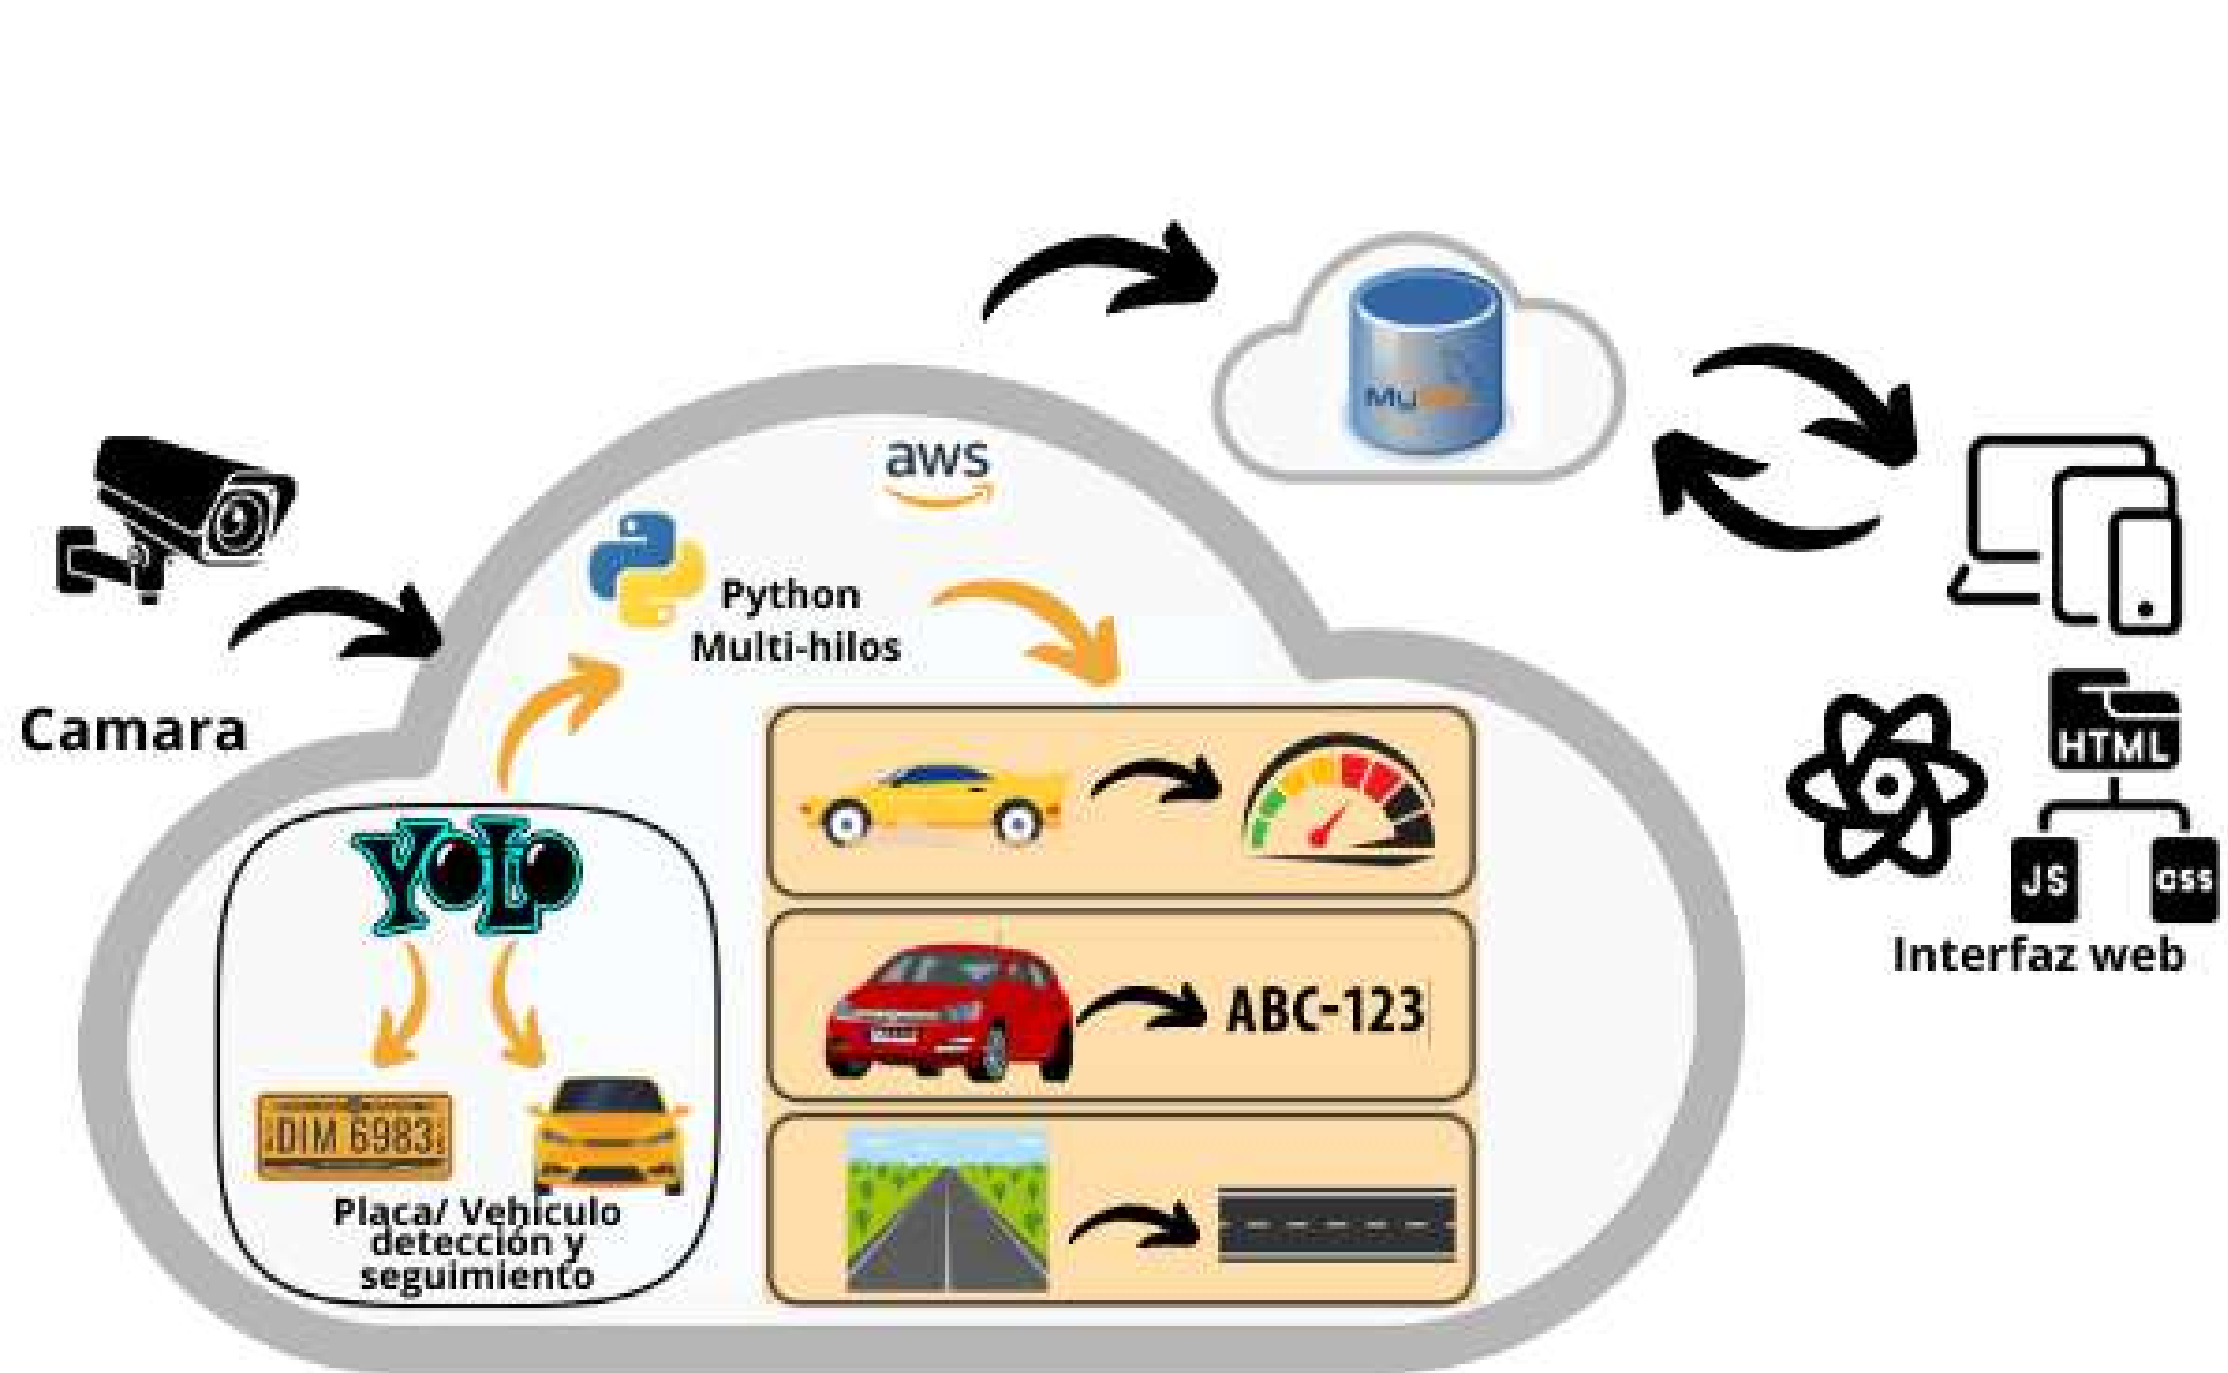 aws
Python
Multi-hilos
Camara
YOLO
DIM 6983
Placa/ Vehiculo
detección y
seguimiento
ABC-123
My
HTML
JS
css
Interfaz web